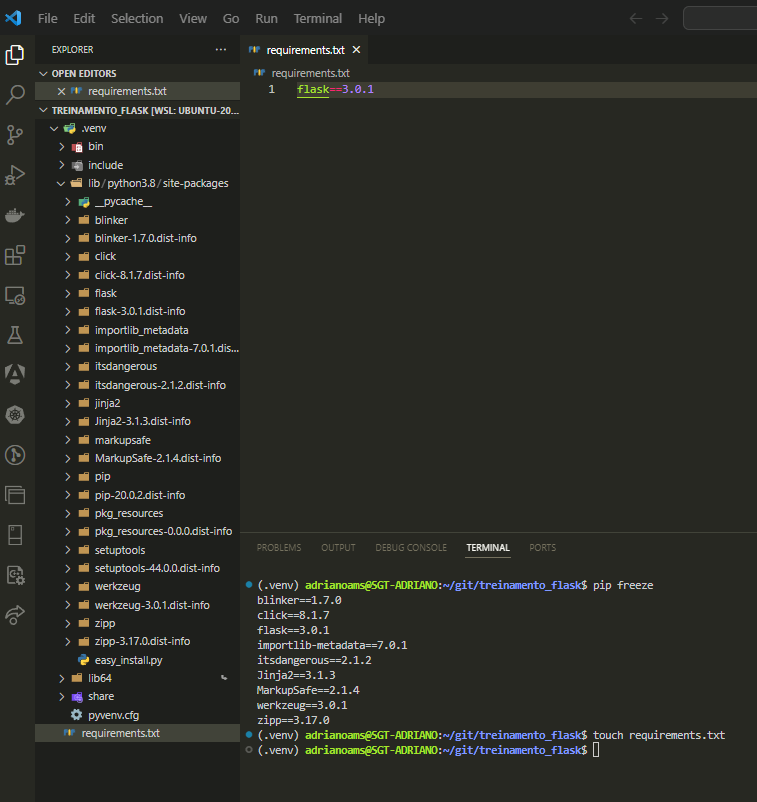 File Edit Selection View Go Run Terminal Help
EXPLORER ...
requirements.txt
OPEN EDITORS
requirements.txt
TREINAMENTO_FLASK [WSL: UBUNTU-20...
.venv
bin
include
lib/python3.8/site-packages
__pycache__
blinker
blinker-1.7.0.dist-info
click
click-8.1.7.dist-info
flask
flask-3.0.1.dist-info
importlib_metadata
importlib_metadata-7.0.1.dis...
itsdangerous
itsdangerous-2.1.2.dist-info
jinja2
Jinja2-3.1.3.dist-info
markupsafe
MarkupSafe-2.1.4.dist-info
pip
pip-20.0.2.dist-info
pkg_resources
pkg_resources-0.0.0.dist-info
setuptools
setuptools-44.0.0.dist-info
werkzeug
werkzeug-3.0.1.dist-info
zipp
zipp-3.17.0.dist-info
easy_install.py
lib64
share
pyvenv.cfg
requirements.txt
requirements.txt
1 flask==3.0.1
PROBLEMS OUTPUT DEBUG CONSOLE TERMINAL PORTS
(.venv) adrianoams@SGT-ADRIANO:~/git/treinamento_flask$ pip freeze
blinker==1.7.0
click==8.1.7
flask==3.0.1
importlib-metadata==7.0.1
itsdangerous==2.1.2
Jinja2==3.1.3
MarkupSafe==2.1.4
werkzeug==3.0.1
zipp==3.17.0
(.venv) adrianoams@SGT-ADRIANO:~/git/treinamento_flask$ touch requirements.txt
(.venv) adrianoams@SGT-ADRIANO:~/git/treinamento_flask$